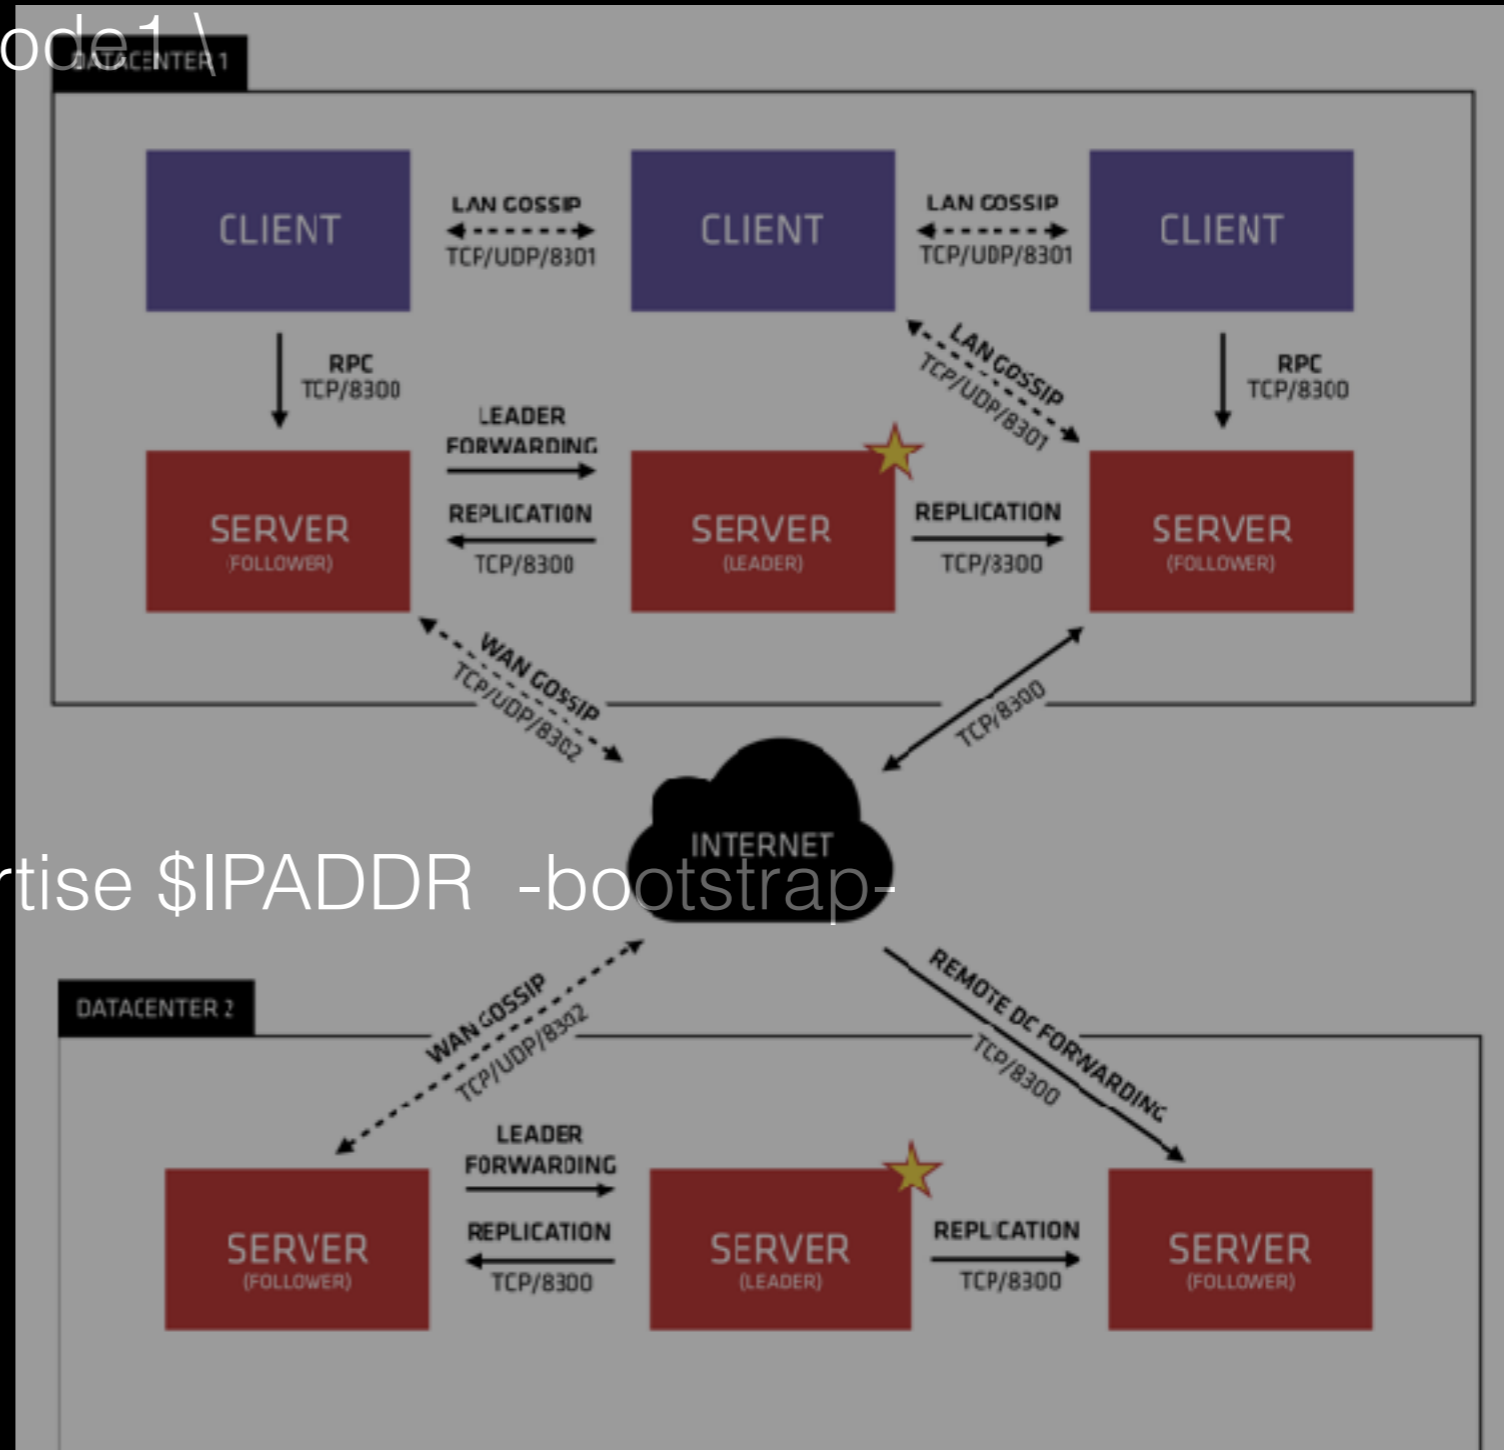 ode1 \
DATACENTER 1
CLIENT
LAN GOSSIP
TCP/UDP/8301
CLIENT
LAN GOSSIP
TCP/UDP/8301
CLIENT
RPC
TCP/8300
LAN GOSSIP
TCP/UDP/8301
RPC
TCP/8300
LEADER
FORWARDING
SERVER
(FOLLOWER)
REPLICATION
TCP/8300
SERVER
(LEADER)
REPLICATION
TCP/8300
SERVER
(FOLLOWER)
WAN GOSSIP
TCP/UDP/8302
TCP/8300
INTERNET
rtise $IPADDR  -bootstrap-
DATACENTER 2
WAN GOSSIP
TCP/UDP/8302
REMOTE DC FORWARDING
TCP/8300
LEADER
FORWARDING
SERVER
(FOLLOWER)
REPLICATION
TCP/8300
SERVER
(LEADER)
REPLICATION
TCP/8300
SERVER
(FOLLOWER)